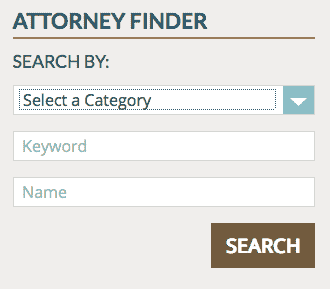 ATTORNEY FINDER
SEARCH BY:
Select a Category
Keyword
Name
SEARCH